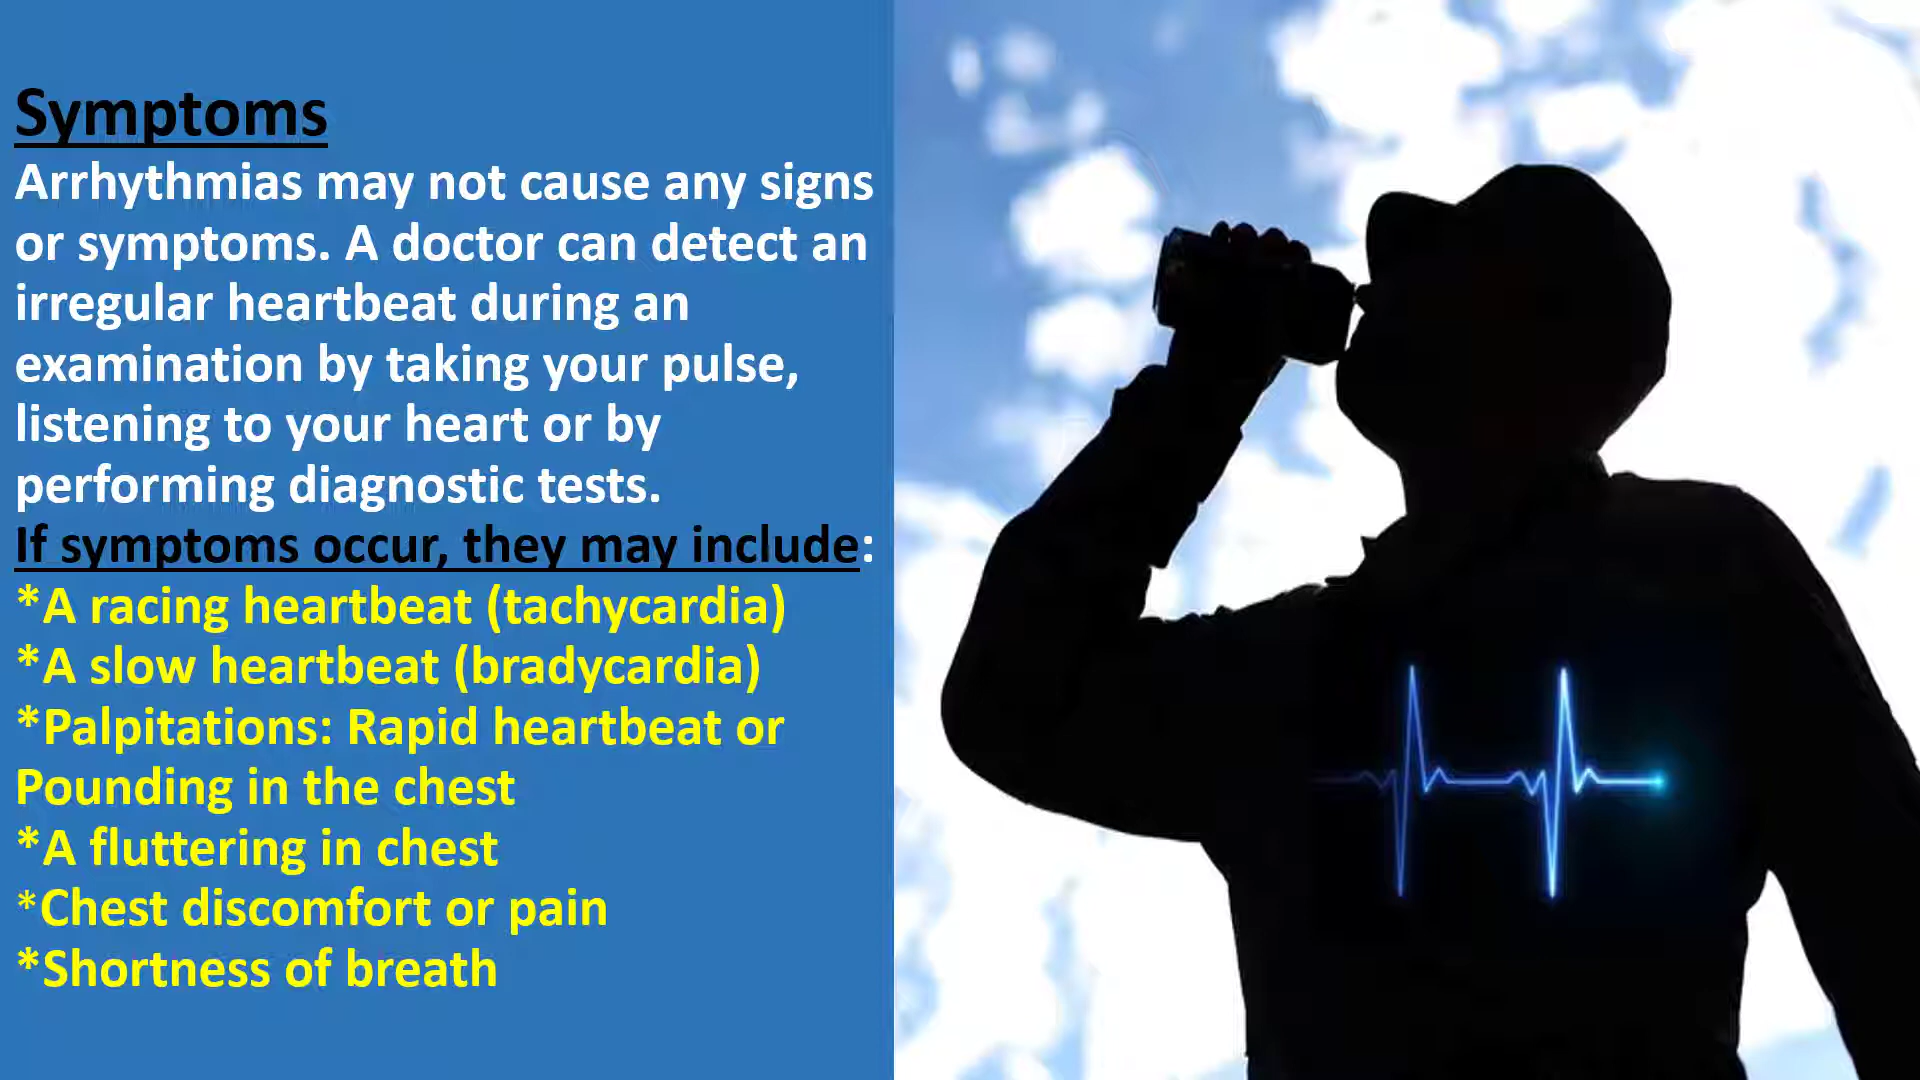 Symptoms
Arrhythmias may not cause any signs
or symptoms. A doctor can detect an
irregular heartbeat during an
examination by taking your pulse,
listening to your heart or by
performing diagnostic tests.
If symptoms occur, they may include:
*A racing heartbeat (tachycardia)
*A slow heartbeat (bradycardia)
*Palpitations: Rapid heartbeat or
Pounding in the chest
*A fluttering in chest
*Chest discomfort or pain
*Shortness of breath